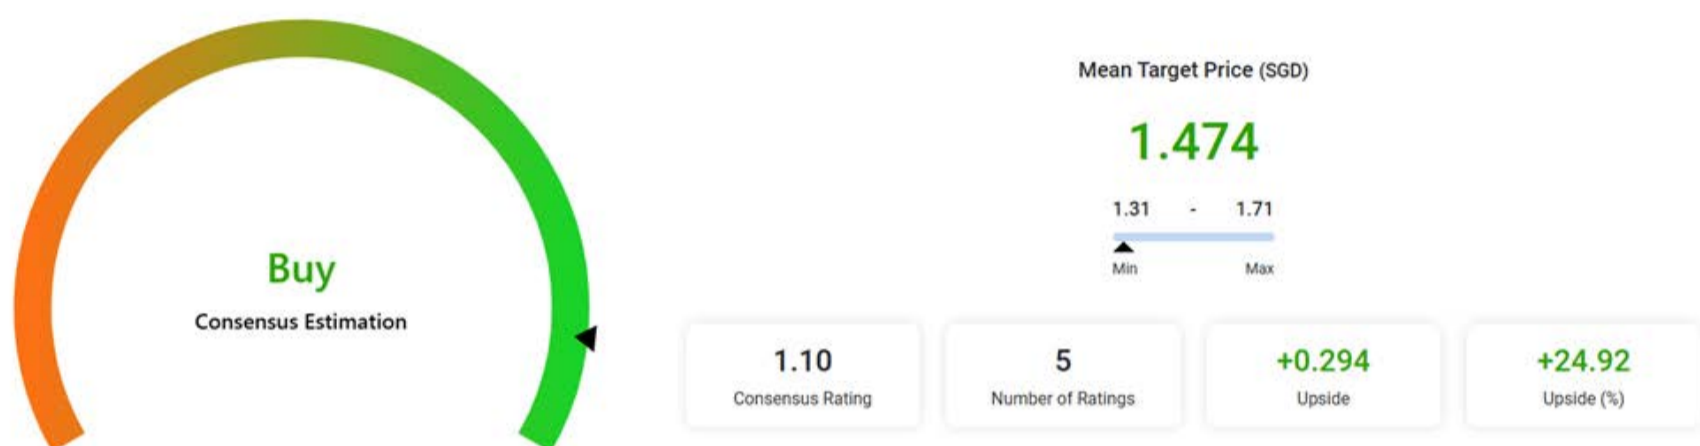 Buy
Consensus Estimation
Mean Target Price (SGD)
1.474
1.31 - 1.71
Min Max
1.10
Consensus Rating
5
Number of Ratings
+0.294
Upside
+24.92
Upside (%)